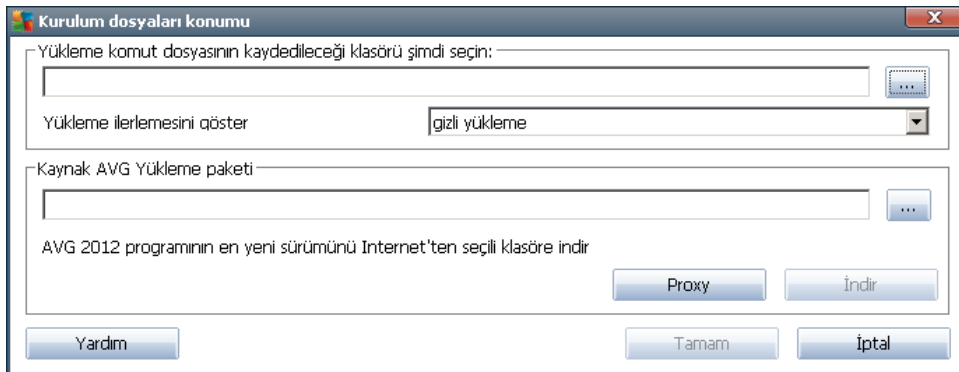 Kurulum dosyaları konumu
Yükleme komut dosyasının kaydedileceği klasörü şimdi seçin:
...
Yükleme ilerlemesini göster
gizli yükleme
Kaynak AVG Yükleme paketi
...
AVG 2012 programının en yeni sürümünü Internet'ten seçili klasöre indir
Proxy
İndir
Yardım
Tamam
İptal